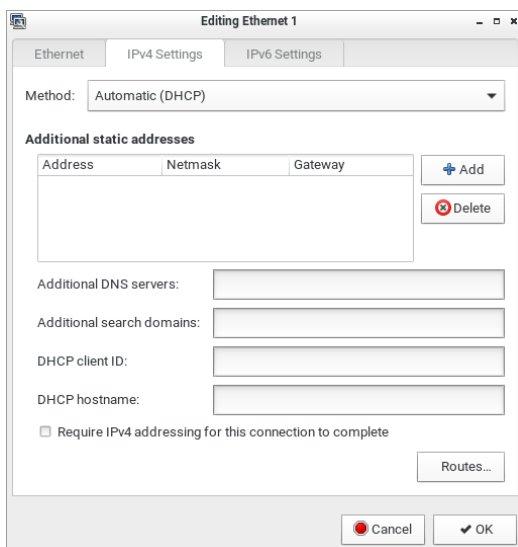 Editing Ethernet 1
Ethernet IPv4 Settings IPv6 Settings
Method: Automatic (DHCP)
Additional static addresses
Address Netmask Gateway
Add
Delete
Additional DNS servers:
Additional search domains:
DHCP client ID:
DHCP hostname:
Require IPv4 addressing for this connection to complete
Routes...
Cancel OK